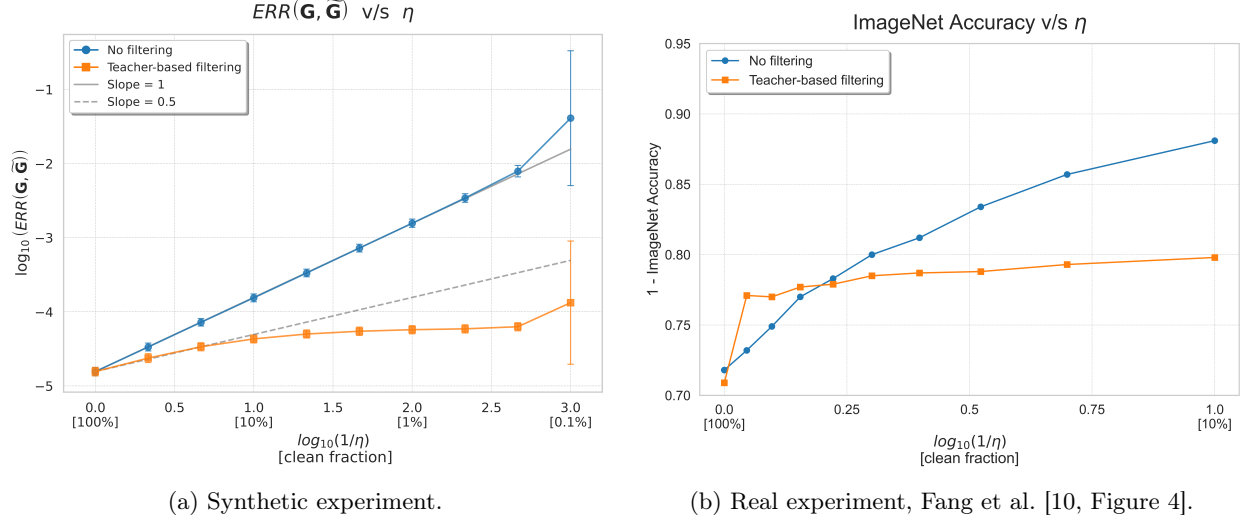 ERR(G, G̃) v/s η
No filtering
Teacher-based filtering
Slope = 1
Slope = 0.5
log₁₀(ERR(G, G̃))
−1
−2
−3
−4
−5
0.0 0.5 1.0 1.5 2.0 2.5 3.0
[100%] [10%] [1%] [0.1%]
log₁₀(1/η)
[clean fraction]
(a) Synthetic experiment.
ImageNet Accuracy v/s η
No filtering
Teacher-based filtering
1 - ImageNet Accuracy
0.95
0.90
0.85
0.80
0.75
0.70
0.0 0.25 0.5 0.75 1.0
[100%] [10%]
log₁₀(1/η)
[clean fraction]
(b) Real experiment, Fang et al. [10, Figure 4].